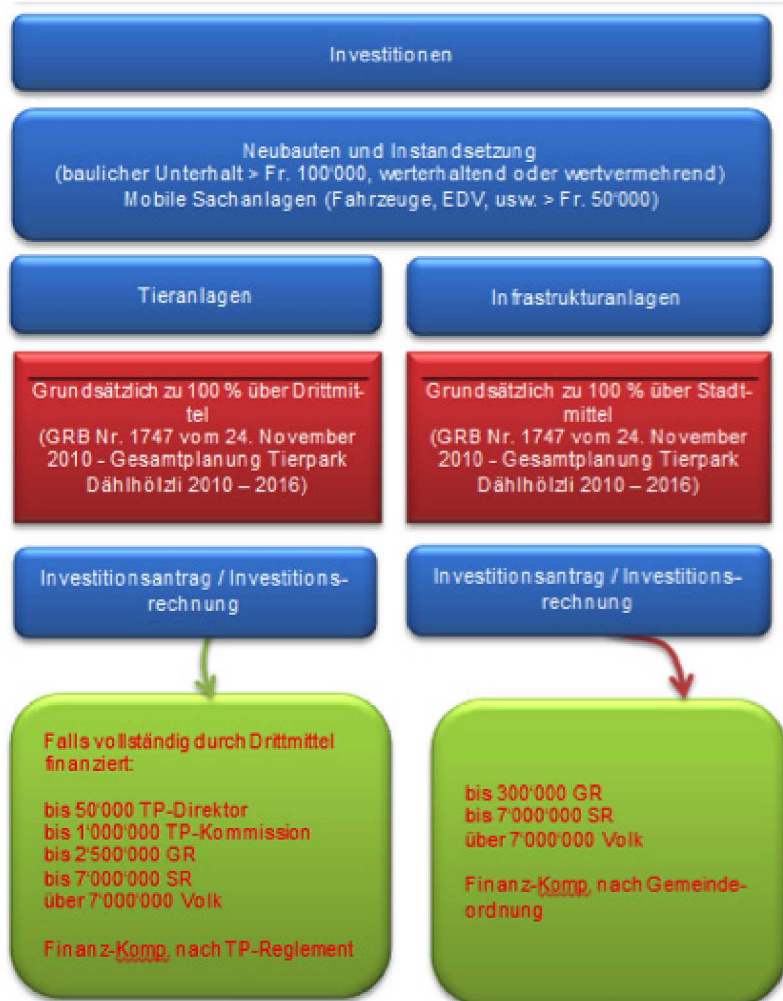 Investitionen
Neubauten und Instandsetzung
(baulicher Unterhalt > Fr. 100'000, werterhaltend oder wertvermehrend)
Mobile Sachanlagen (Fahrzeuge, EDV, usw. > Fr. 50'000)
Tieranlagen
Infrastrukturanlagen
Grundsätzlich zu 100 % über Drittmit-
tel
(GRB Nr. 1747 vom 24. November
2010 - Gesamtplanung Tierpark
Dählhölzli 2010 – 2016)
Grundsätzlich zu 100 % über Stadt-
mittel
(GRB Nr. 1747 vom 24. November
2010 - Gesamtplanung Tierpark
Dählhölzli 2010 – 2016)
Investitionsantrag / Investitions-
rechnung
Investitionsantrag / Investitions-
rechnung
Falls vollständig durch Drittmittel
finanziert:
bis 50'000 TP-Direktor
bis 1'000'000 TP-Kommission
bis 2'500'000 GR
bis 7'000'000 SR
über 7'000'000 Volk
Finanz-Komp. nach TP-Reglement
bis 300'000 GR
bis 7'000'000 SR
über 7'000'000 Volk
Finanz-Komp. nach Gemeinde-
ordnung